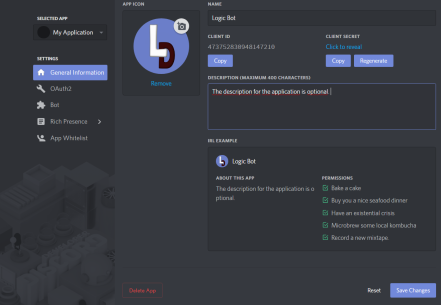 APP ICON
NAME
SELECTED APP
My Application
Logic Bot
CLIENT ID
CLIENT SECRET
473752838948147210
Click to reveal
SETTINGS
Copy
Copy
Regenerate
General Information
DESCRIPTION (MAXIMUM 400 CHARACTERS)
Remove
OAuth2
The description for the application is optional.
Bot
Rich Presence
App Whitelist
IRL EXAMPLE
Logic Bot
ABOUT THIS APP
PERMISSIONS
The description for the application is o
ptional.
Bake a cake
Buy you a nice seafood dinner
Have an existential crisis
Microbrew some local kombucha
Record a new mixtape
Delete App
Reset
Save Changes